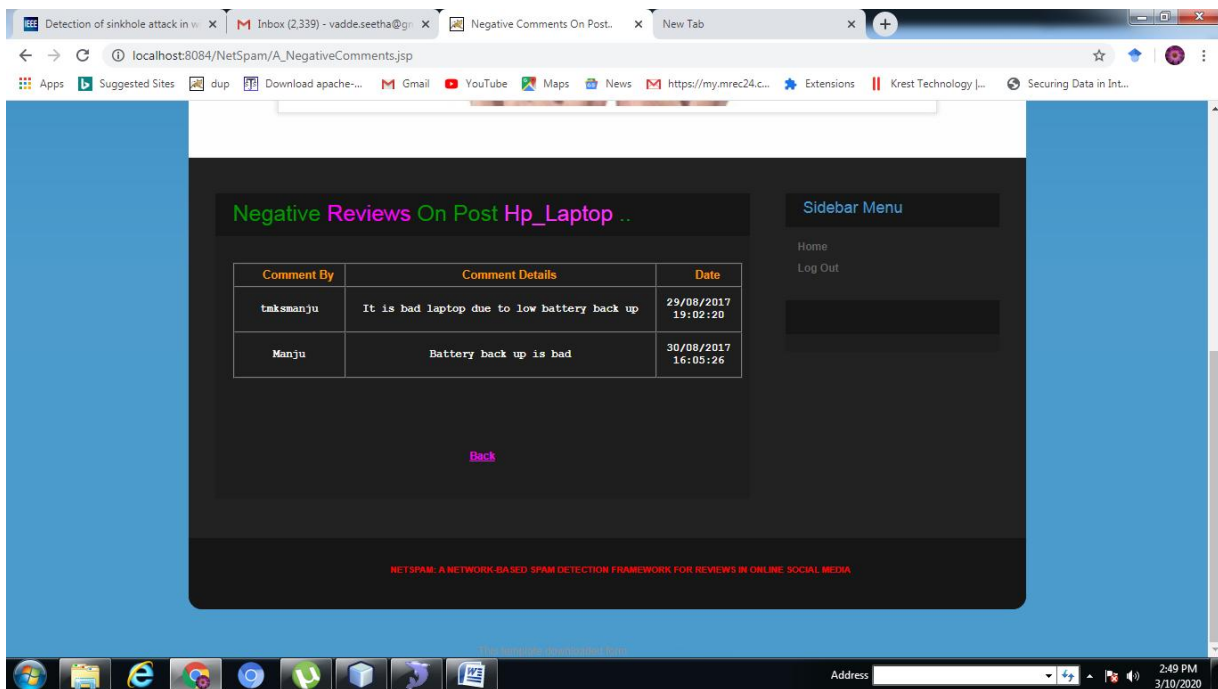 Detection of sinkhole attack in w
Inbox (2,339) - vadde.seetha@gm
Negative Comments On Post..
New Tab
localhost:8084/NetSpam/A_NegativeComments.jsp
Apps Suggested Sites dup Download apache-... Gmail YouTube Maps News https://my.mrec24.c... Extensions Krest Technology |... Securing Data in Int...
Negative Reviews On Post Hp_Laptop ..
Sidebar Menu
Home
Log Out
Comment By Comment Details Date
tmksmanju It is bad laptop due to low battery back up 29/08/2017
19:02:20
Manju Battery back up is bad 30/08/2017
16:05:26
Back
NETSPAM: A NETWORK-BASED SPAM DETECTION FRAMEWORK FOR REVIEWS IN ONLINE SOCIAL MEDIA
Address
2:49 PM
3/10/2020